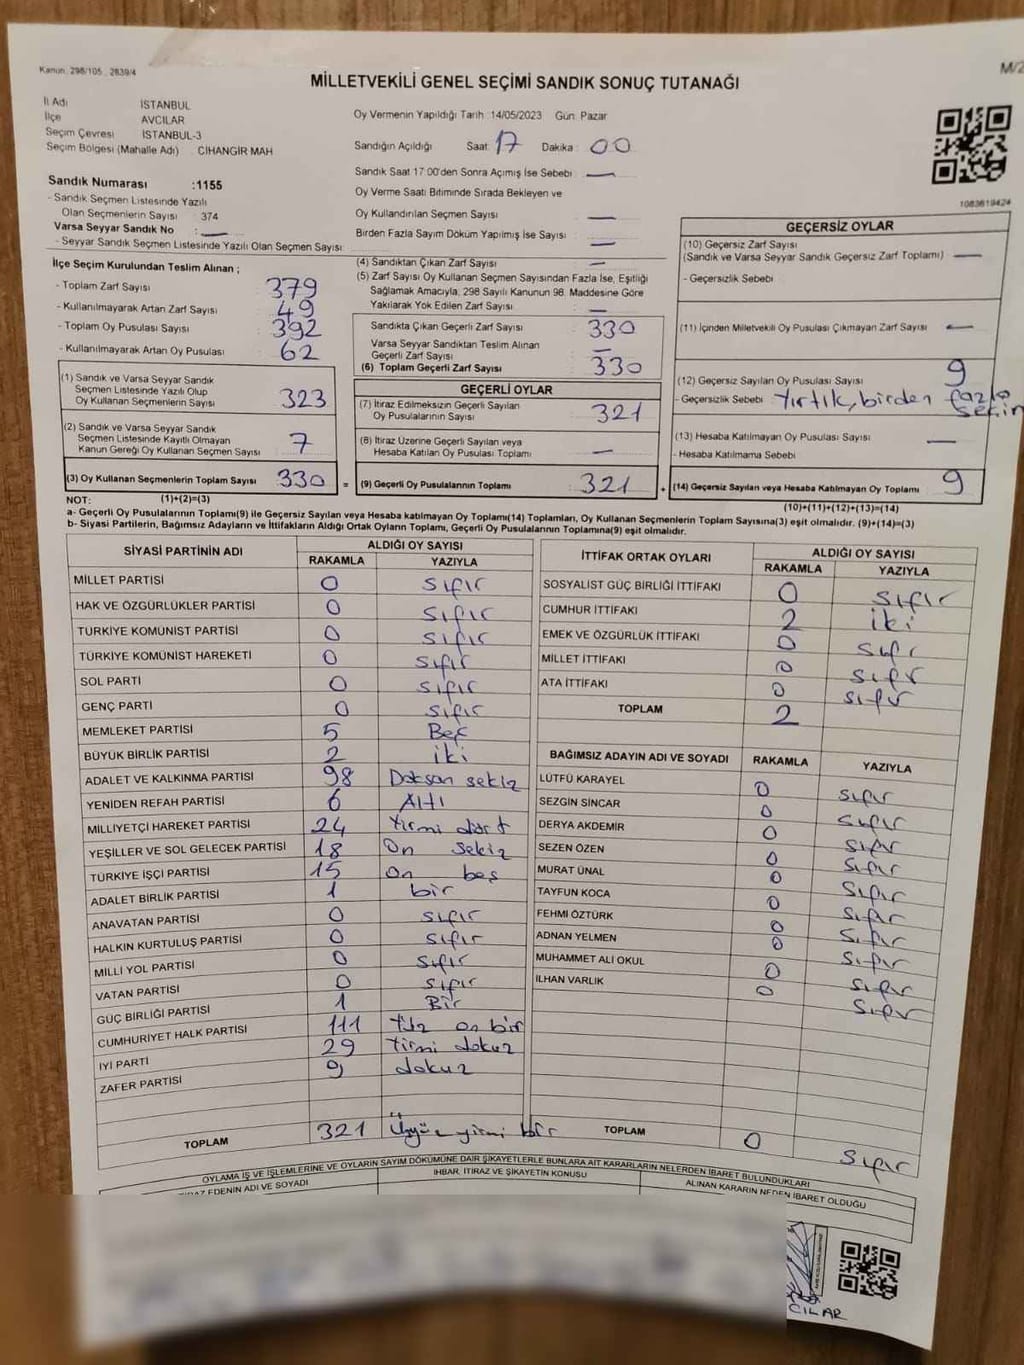 Kanun: 298/105, 2839/4
M/2
MİLLETVEKİLİ GENEL SEÇİMİ SANDIK SONUÇ TUTANAĞI
İl Adı İSTANBUL
İlçe AVCILAR
Seçim Çevresi İSTANBUL-3
Seçim Bölgesi (Mahalle Adı) CİHANGİR MAH
Sandık Numarası :1155
- Sandık Seçmen Listesinde Yazılı
Olan Seçmenlerin Sayısı 374
Varsa Seyyar Sandık No
- Seyyar Sandık Seçmen Listesinde Yazılı Olan Seçmen Sayısı
Oy Vermenin Yapıldığı Tarih :14/05/2023 Gün: Pazar
Sandığın Açıldığı Saat: 17 Dakika: 00
Sandık Saat 17:00'den Sonra Açımış İse Sebebi : —
Oy Verme Saati Bitiminde Sırada Bekleyen ve
Oy Kullandırılan Seçmen Sayısı —
Birden Fazla Sayım Döküm Yapılmış İse Sayısı —
1083619424
İlçe Seçim Kurulundan Teslim Alınan ;
- Toplam Zarf Sayısı : 379
- Kullanılmayarak Artan Zarf Sayısı : 49
- Toplam Oy Pusulası Sayısı : 392
- Kullanılmayarak Artan Oy Pusulası : 62
(1) Sandık ve Varsa Seyyar Sandık
Seçmen Listesinde Yazılı Olup
Oy Kullanan Seçmenlerin Sayısı : 323
(2) Sandık ve Varsa Seyyar Sandık
Seçmen Listesinde Kayıtlı Olmayan
Kanun Gereği Oy Kullanan Seçmen Sayısı : 7
(3) Oy Kullanan Seçmenlerin Toplam Sayısı : 330 =
(4) Sandıktan Çıkan Zarf Sayısı : —
(5) Zarf Sayısı Oy Kullanan Seçmen Sayısından Fazla İse, Eşitliği
Sağlamak Amacıyla, 298 Sayılı Kanunun 98. Maddesine Göre
Yakılarak Yok Edilen Zarf Sayısı : —
Sandıkta Çıkan Geçerli Zarf Sayısı : 330
Varsa Seyyar Sandıktan Teslim Alınan
Geçerli Zarf Sayısı : —
(6) Toplam Geçerli Zarf Sayısı : 330
GEÇERLİ OYLAR
(7) İtiraz Edilmeksizin Geçerli Sayılan
Oy Pusulalarının Sayısı : 321
(8) İtiraz Üzerine Geçerli Sayılan veya
Hesaba Katılan Oy Pusulası Toplamı : —
(9) Geçerli Oy Pusulalarının Toplamı : 321 +
GEÇERSİZ OYLAR
(10) Geçersiz Zarf Sayısı
(Sandık ve Varsa Seyyar Sandık Geçersiz Zarf Toplamı) : —
- Geçersizlik Sebebi :
(11) İçinden Milletvekili Oy Pusulası Çıkmayan Zarf Sayısı : —
(12) Geçersiz Sayılan Oy Pusulası Sayısı : 9
- Geçersizlik Sebebi : Yırtık, birden fazla
seçim
(13) Hesaba Katılmayan Oy Pusulası Sayısı : —
- Hesaba Katılmama Sebebi
(14) Geçersiz Sayılan veya Hesaba Katılmayan Oy Toplamı : 9
NOT: (1)+(2)=(3) (10)+(11)+(12)+(13)=(14)
a- Geçerli Oy Pusulalarının Toplamı(9) ile Geçersiz Sayılan veya Hesaba katılmayan Oy Toplamı(14) Toplamları, Oy Kullanan Seçmenlerin Toplam Sayısına(3) eşit olmalıdır. (9)+(14)=(3)
b- Siyasi Partilerin, Bağımsız Adayların ve İttifakların Aldığı Ortak Oyların Toplamı, Geçerli Oy Pusulalarının Toplamına(9) eşit olmalıdır.
SİYASİ PARTİNİN ADI ALDIĞI OY SAYISI
RAKAMLA YAZIYLA
MİLLET PARTİSİ 0 sıfır
HAK VE ÖZGÜRLÜKLER PARTİSİ 0 sıfır
TÜRKİYE KOMÜNİST PARTİSİ 0 sıfır
TÜRKİYE KOMÜNİST HAREKETİ 0 sıfır
SOL PARTİ 0 sıfır
GENÇ PARTİ 0 sıfır
MEMLEKET PARTİSİ 5 Beş
BÜYÜK BİRLİK PARTİSİ 2 iki
ADALET VE KALKINMA PARTİSİ 98 Doksan sekiz
YENİDEN REFAH PARTİSİ 6 Altı
MİLLİYETÇİ HAREKET PARTİSİ 24 Yirmi dört
YEŞİLLER VE SOL GELECEK PARTİSİ 18 On sekiz
TÜRKİYE İŞÇİ PARTİSİ 15 on beş
ADALET BİRLİK PARTİSİ 1 bir
ANAVATAN PARTİSİ 0 sıfır
HALKIN KURTULUŞ PARTİSİ 0 sıfır
MİLLİ YOL PARTİSİ 0 sıfır
VATAN PARTİSİ 0 sıfır
GÜÇ BİRLİĞİ PARTİSİ 1 Bir
CUMHURİYET HALK PARTİSİ 111 Yüz on bir
İYİ PARTİ 29 Yirmi dokuz
ZAFER PARTİSİ 9 dokuz
TOPLAM 321 Üçyüz yirmi bir
İTTİFAK ORTAK OYLARI ALDIĞI OY SAYISI
RAKAMLA YAZIYLA
SOSYALİST GÜÇ BİRLİĞİ İTTİFAKI 0 sıfır
CUMHUR İTTİFAKI 2 iki
EMEK VE ÖZGÜRLÜK İTTİFAKI 0 sıfır
MİLLET İTTİFAKI 0 sıfır
ATA İTTİFAKI 0 sıfır
TOPLAM 2
BAĞIMSIZ ADAYIN ADI VE SOYADI RAKAMLA YAZIYLA
LÜTFÜ KARAYEL 0 sıfır
SEZGİN SİNCAR 0 sıfır
DERYA AKDEMİR 0 sıfır
SEZEN ÖZEN 0 sıfır
MURAT ÜNAL 0 sıfır
TAYFUN KOCA 0 sıfır
FEHMİ ÖZTÜRK 0 sıfır
ADNAN YELMEN 0 sıfır
MUHAMMET ALİ OKUL 0 sıfır
İLHAN VARLIK 0 sıfır
TOPLAM 0 sıfır
OYLAMA İŞ VE İŞLEMLERİNE VE OYLARIN SAYIM DÖKÜMÜNE DAİR ŞİKAYETLERLE BUNLARA AİT KARARLARIN NELERDEN İBARET BULUNDUKLARI
EDENİN ADI VE SOYADI İHBAR, İTİRAZ VE ŞİKAYETİN KONUSU ALINAN KARARIN NEDEN İBARET OLDUĞU
CILAR